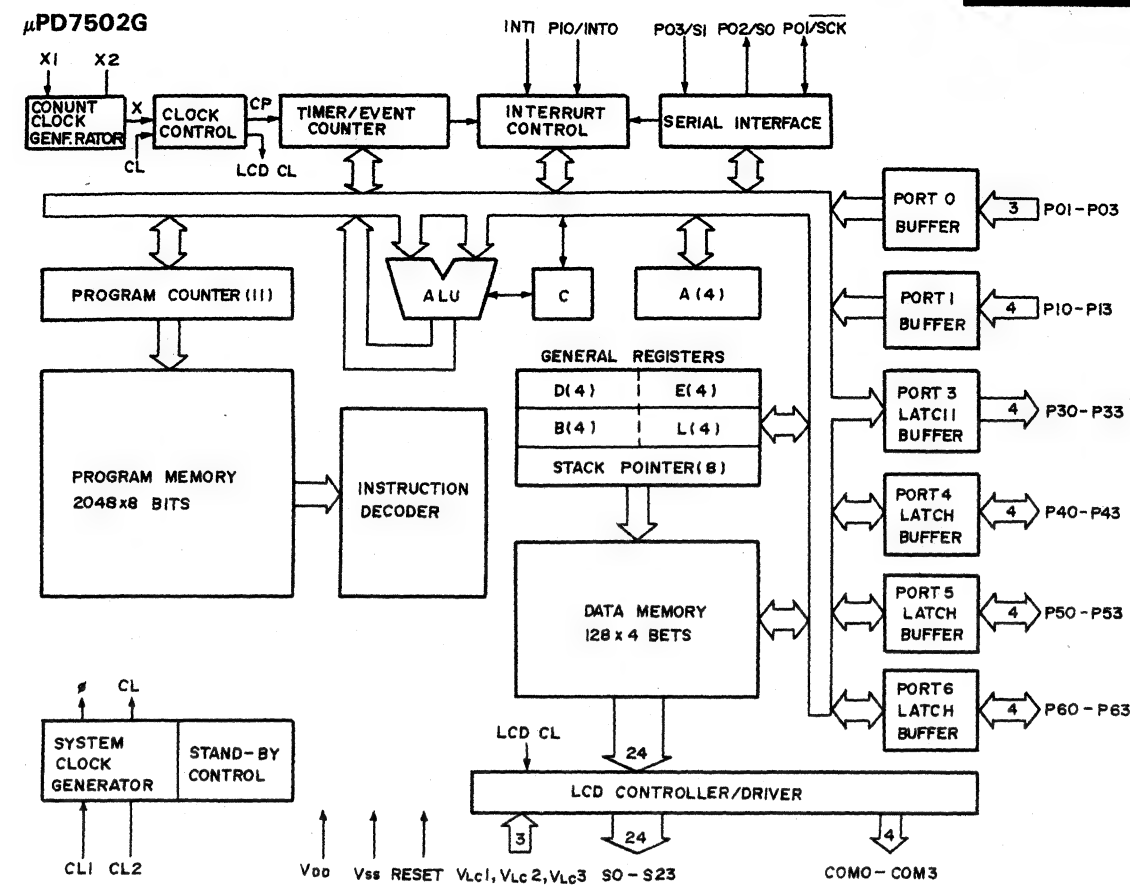 μPD7502G
X1 X2
INT1 P10/INT0 P03/S1 P02/S0 P01/SCK
CONUNT
CLOCK
GENF.RATOR
X
CLOCK
CONTROL
CP
TIMER/EVENT
COUNTER
INTERRURT
CONTROL
SERIAL INTERFACE
CL
LCD CL
PORT 0
BUFFER
3
P01-P03
PROGRAM COUNTER(11)
ALU
C
A(4)
PORT 1
BUFFER
4
P10-P13
GENERAL REGISTERS
D(4) E(4)
B(4) L(4)
STACK POINTER(8)
PORT 3
LATCII
BUFFER
4
P30-P33
PROGRAM MEMORY
2048x8 BITS
INSTRUCTION
DECODER
PORT 4
LATCH
BUFFER
4
P40-P43
DATA MEMORY
128x4 BETS
PORT 5
LATCH
BUFFER
4
P50-P53
PORT 6
LATCH
BUFFER
4
P60-P63
ø CL
SYSTEM
CLOCK
GENERATOR
STAND-BY
CONTROL
LCD CL
24
LCD CONTROLLER/DRIVER
3
24
4
CL1 CL2
VDD VSS RESET VLC1, VLC2, VLC3 S0-S23 COM0-COM3